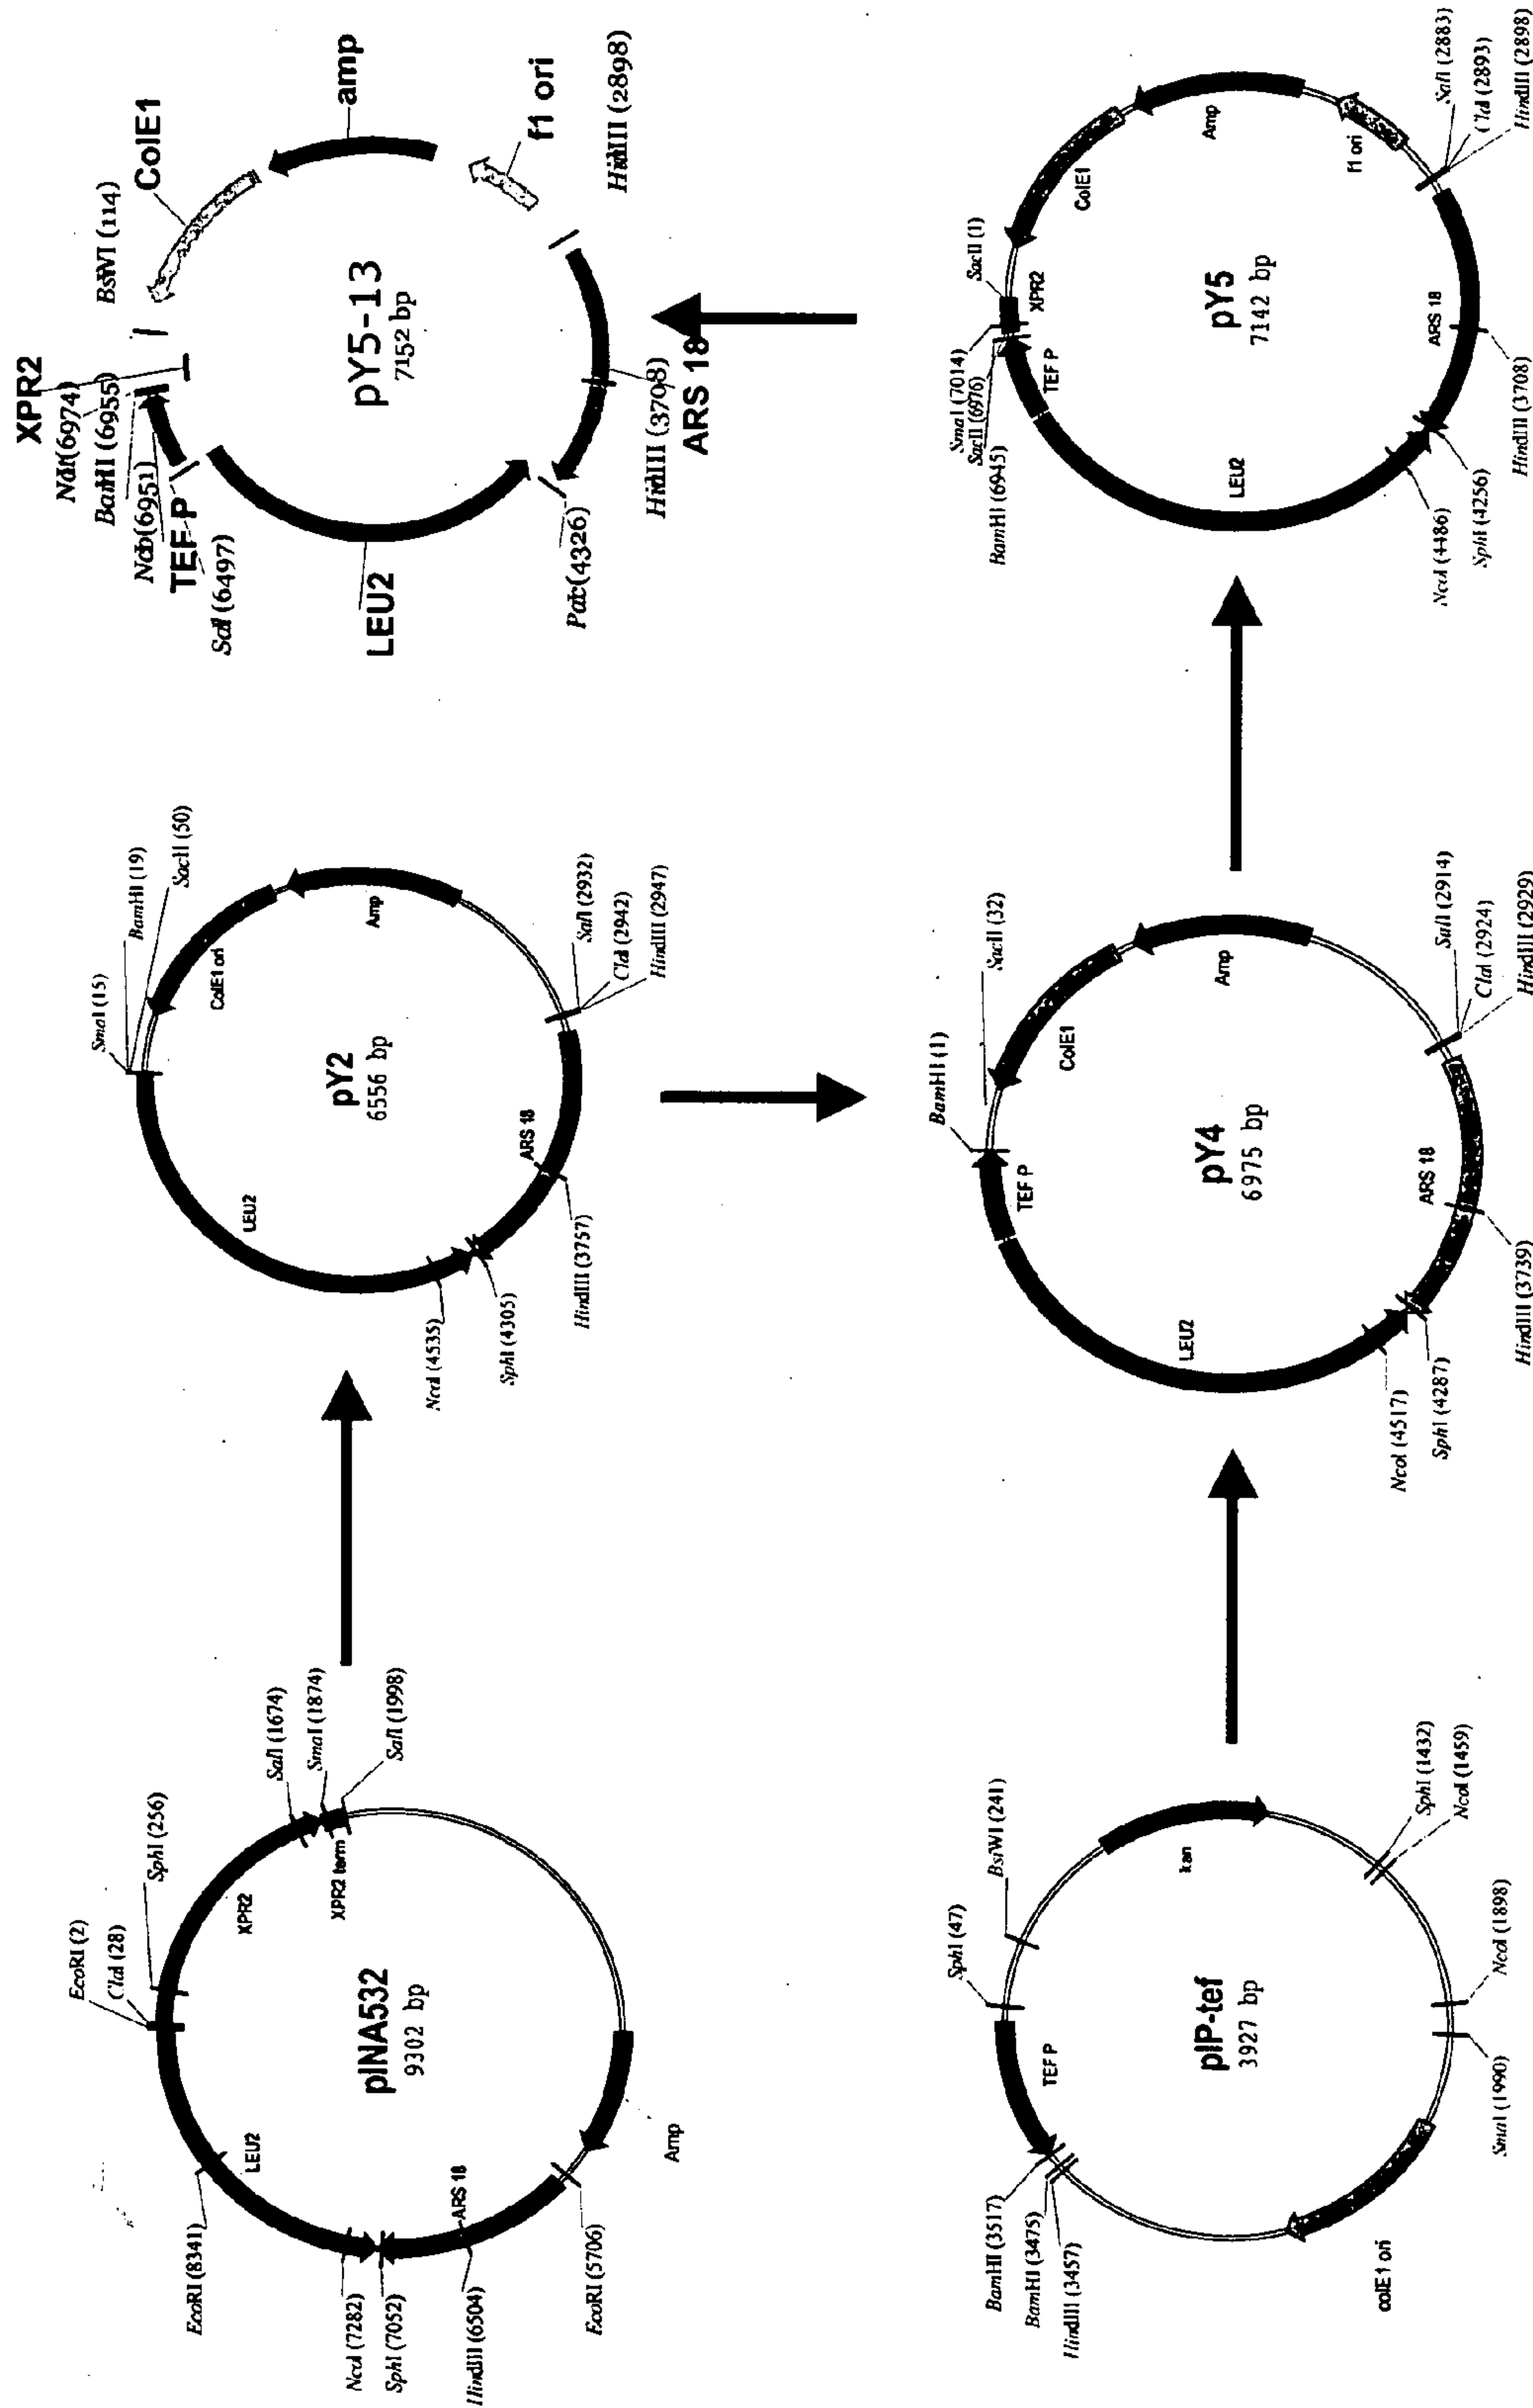 pINA532
9302 bp
EcoRI (2)
ClaI (28)
SphI (256)
XPR2
SalI (1674)
SmaI (1874)
XPR2 term
SalI (1998)
Amp
EcoRI (5706)
ARS 18
HindIII (6504)
SphI (7052)
NcoI (7282)
LEU2
EcoRI (8341)
pY2
6556 bp
SmaI (15)
BamHI (19)
SacII (50)
ColE1 ori
Amp
SalI (2932)
ClaI (2942)
HindIII (2947)
ARS 18
HindIII (3757)
SphI (4305)
NcoI (4535)
LEU2
pIP-tef
3927 bp
SphI (47)
BsiWI (241)
kan
SphI (1432)
NcoI (1459)
NcoI (1898)
SmaI (1990)
colE1 ori
HindIII (3457)
BamHI (3475)
BamHI (3517)
TEF P
pY4
6975 bp
BamHI (1)
SacII (32)
ColE1
Amp
SalI (2914)
ClaI (2924)
HindIII (2929)
ARS 18
HindIII (3739)
SphI (4287)
NcoI (4517)
LEU2
TEF P
pY5
7142 bp
SacII (1)
XPR2
ColE1
Amp
f1 ori
SalI (2883)
ClaI (2893)
HindIII (2898)
ARS 18
HindIII (3708)
SphI (4256)
NcoI (4486)
LEU2
TEF P
BamHI (6945)
SacII (6976)
SmaI (7014)
pY5-13
7152 bp
BsiWI (114)
ColE1
amp
f1 ori
HindIII (2898)
ARS 18
HindIII (3708)
PacI (4326)
LEU2
SalI (6497)
TEF P
NcoI (6951)
BamHI (6955)
NdeI (6974)
XPR2